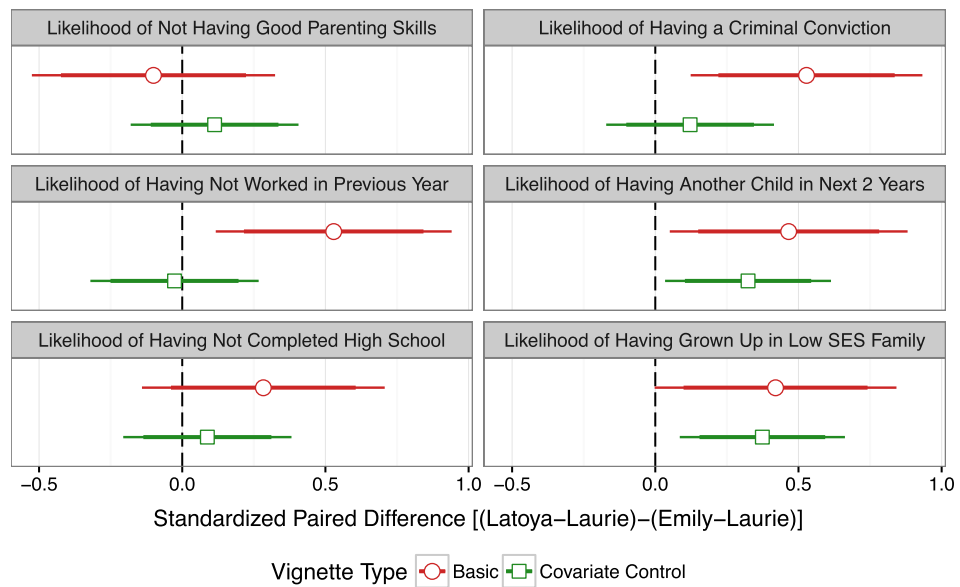 Likelihood of Not Having Good Parenting Skills
Likelihood of Having a Criminal Conviction
Likelihood of Having Not Worked in Previous Year
Likelihood of Having Another Child in Next 2 Years
Likelihood of Having Not Completed High School
Likelihood of Having Grown Up in Low SES Family
−0.5 0.0 0.5 1.0 −0.5 0.0 0.5 1.0
Standardized Paired Difference [(Latoya−Laurie)−(Emily−Laurie)]
Vignette Type Basic Covariate Control